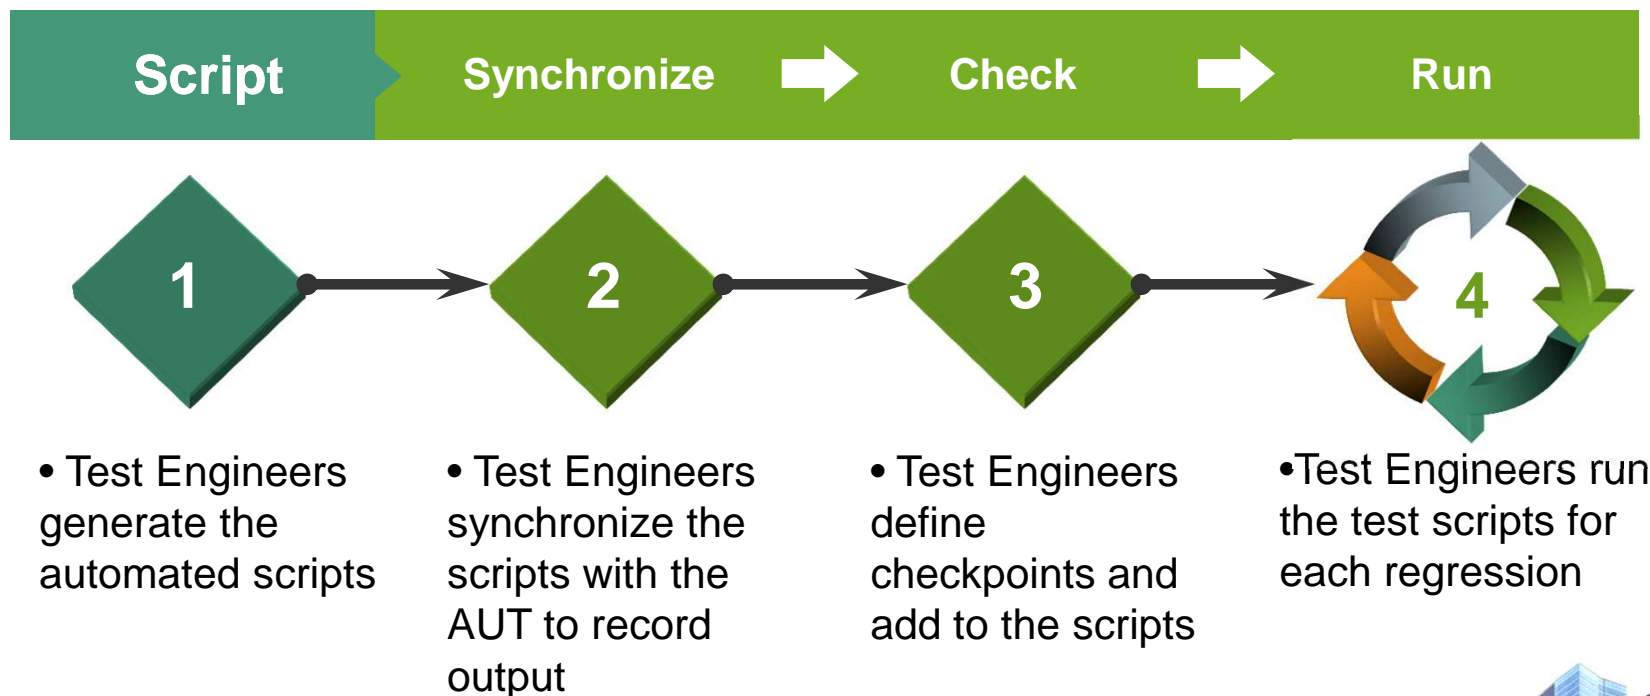 Script
Synchronize
Check
Run
1
2
3
4
• Test Engineers
generate the
automated scripts
• Test Engineers
synchronize the
scripts with the
AUT to record
output
• Test Engineers
define
checkpoints and
add to the scripts
•Test Engineers run
the test scripts for
each regression